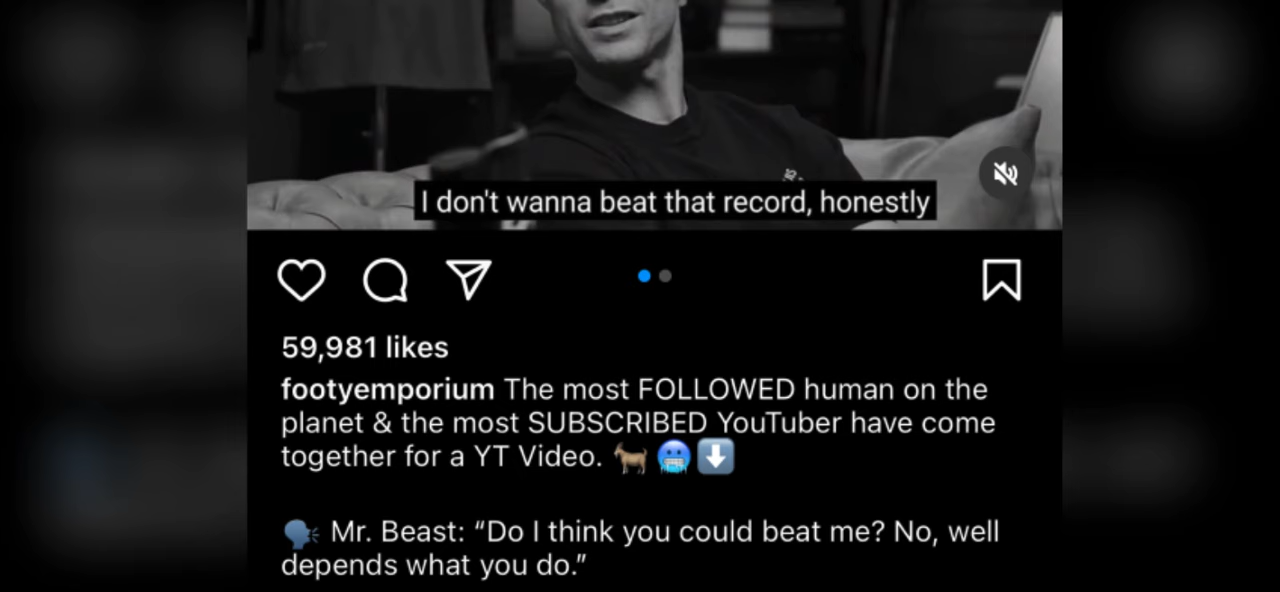 I don't wanna beat that record, honestly
59,981 likes
footyemporium The most FOLLOWED human on the
planet & the most SUBSCRIBED YouTuber have come
together for a YT Video. 🐐 🥶 ⬇️
🗣️ Mr. Beast: “Do I think you could beat me? No, well
depends what you do.”